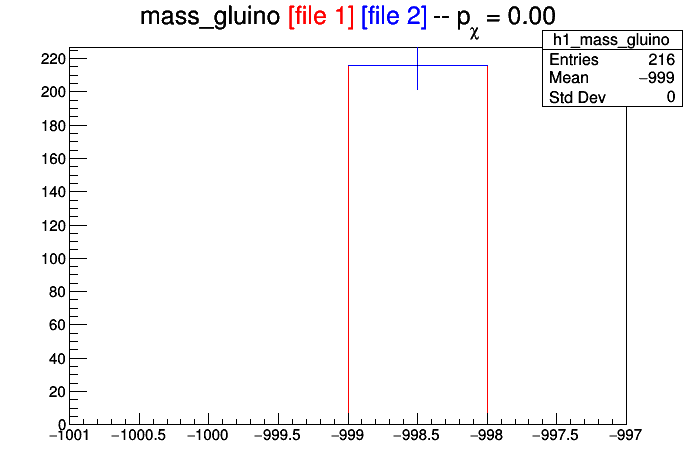 mass_gluino [file 1] [file 2] -- pχ = 0.00
h1_mass_gluino
Entries 216
Mean −999
Std Dev 0
220
200
180
160
140
120
100
80
60
40
20
0
−1001 −1000.5 −1000 −999.5 −999 −998.5 −998 −997.5 −997